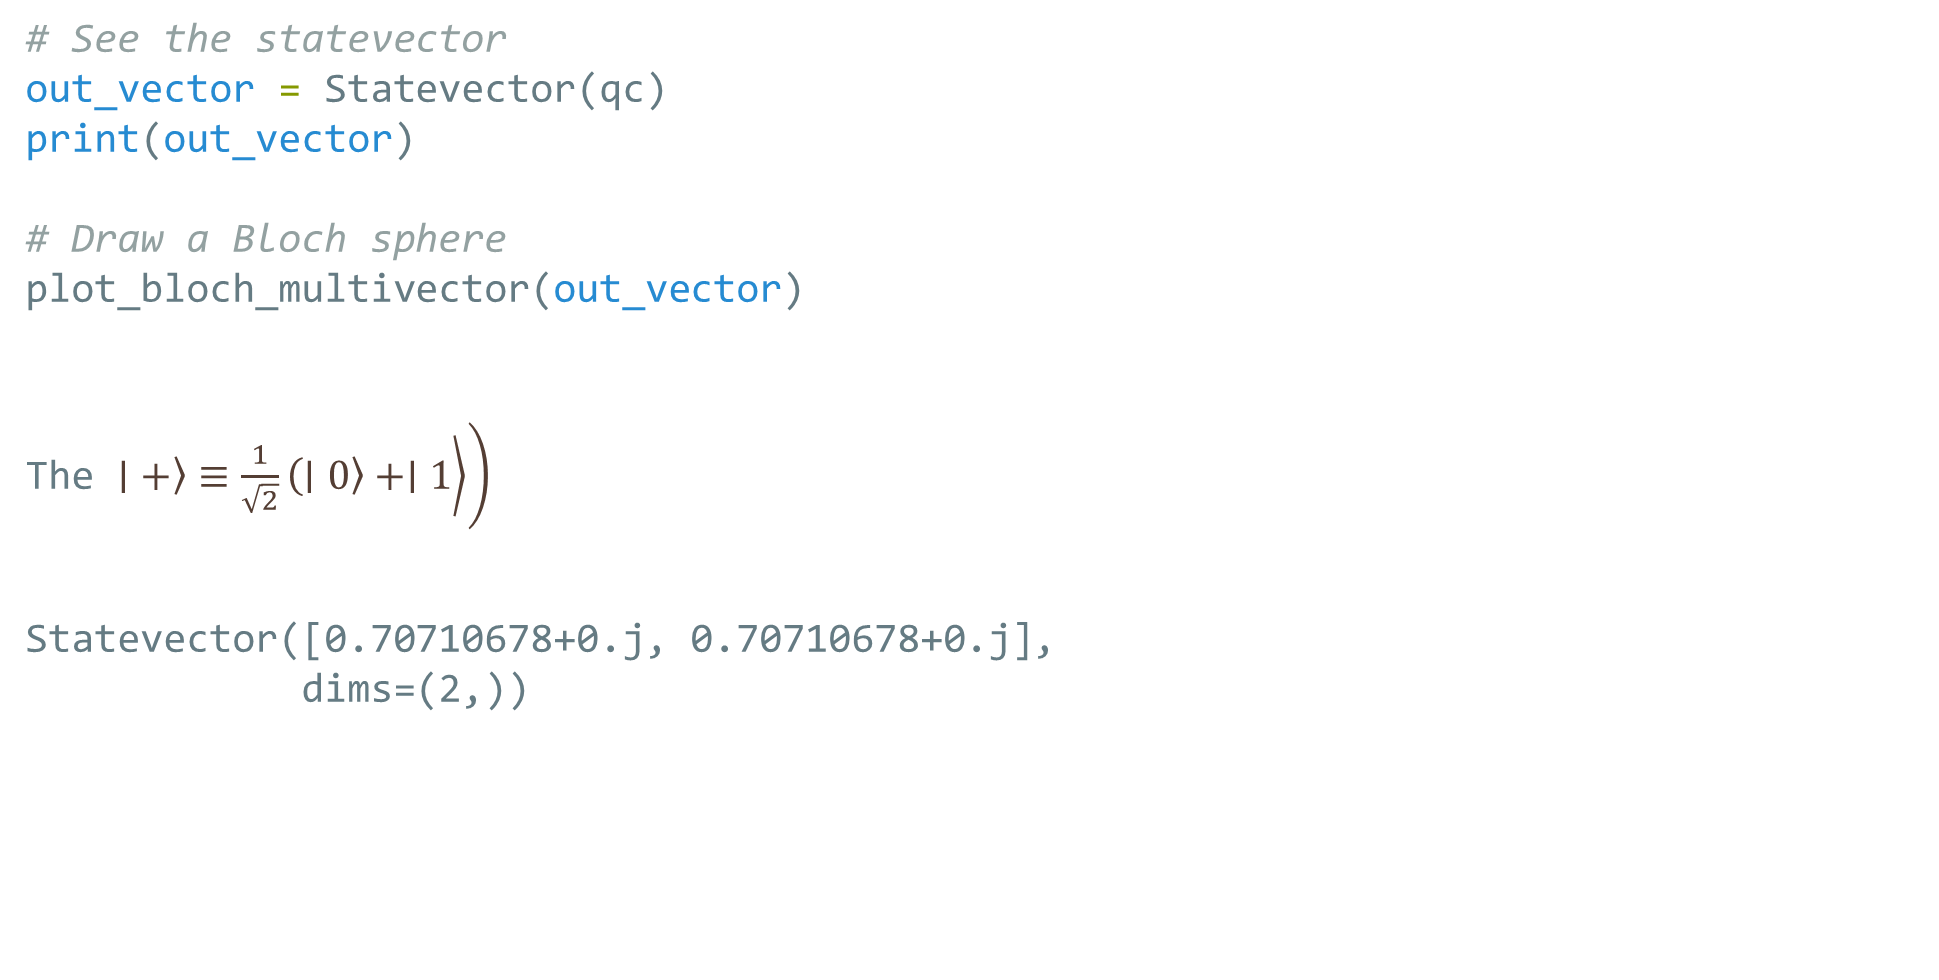 # See the statevector
out_vector = Statevector(qc)
print(out_vector)
# Draw a Bloch sphere
plot_bloch_multivector(out_vector)
The | +⟩ ≡ 1/√2 (| 0⟩ +| 1⟩)
Statevector([0.70710678+0.j, 0.70710678+0.j],
            dims=(2,))